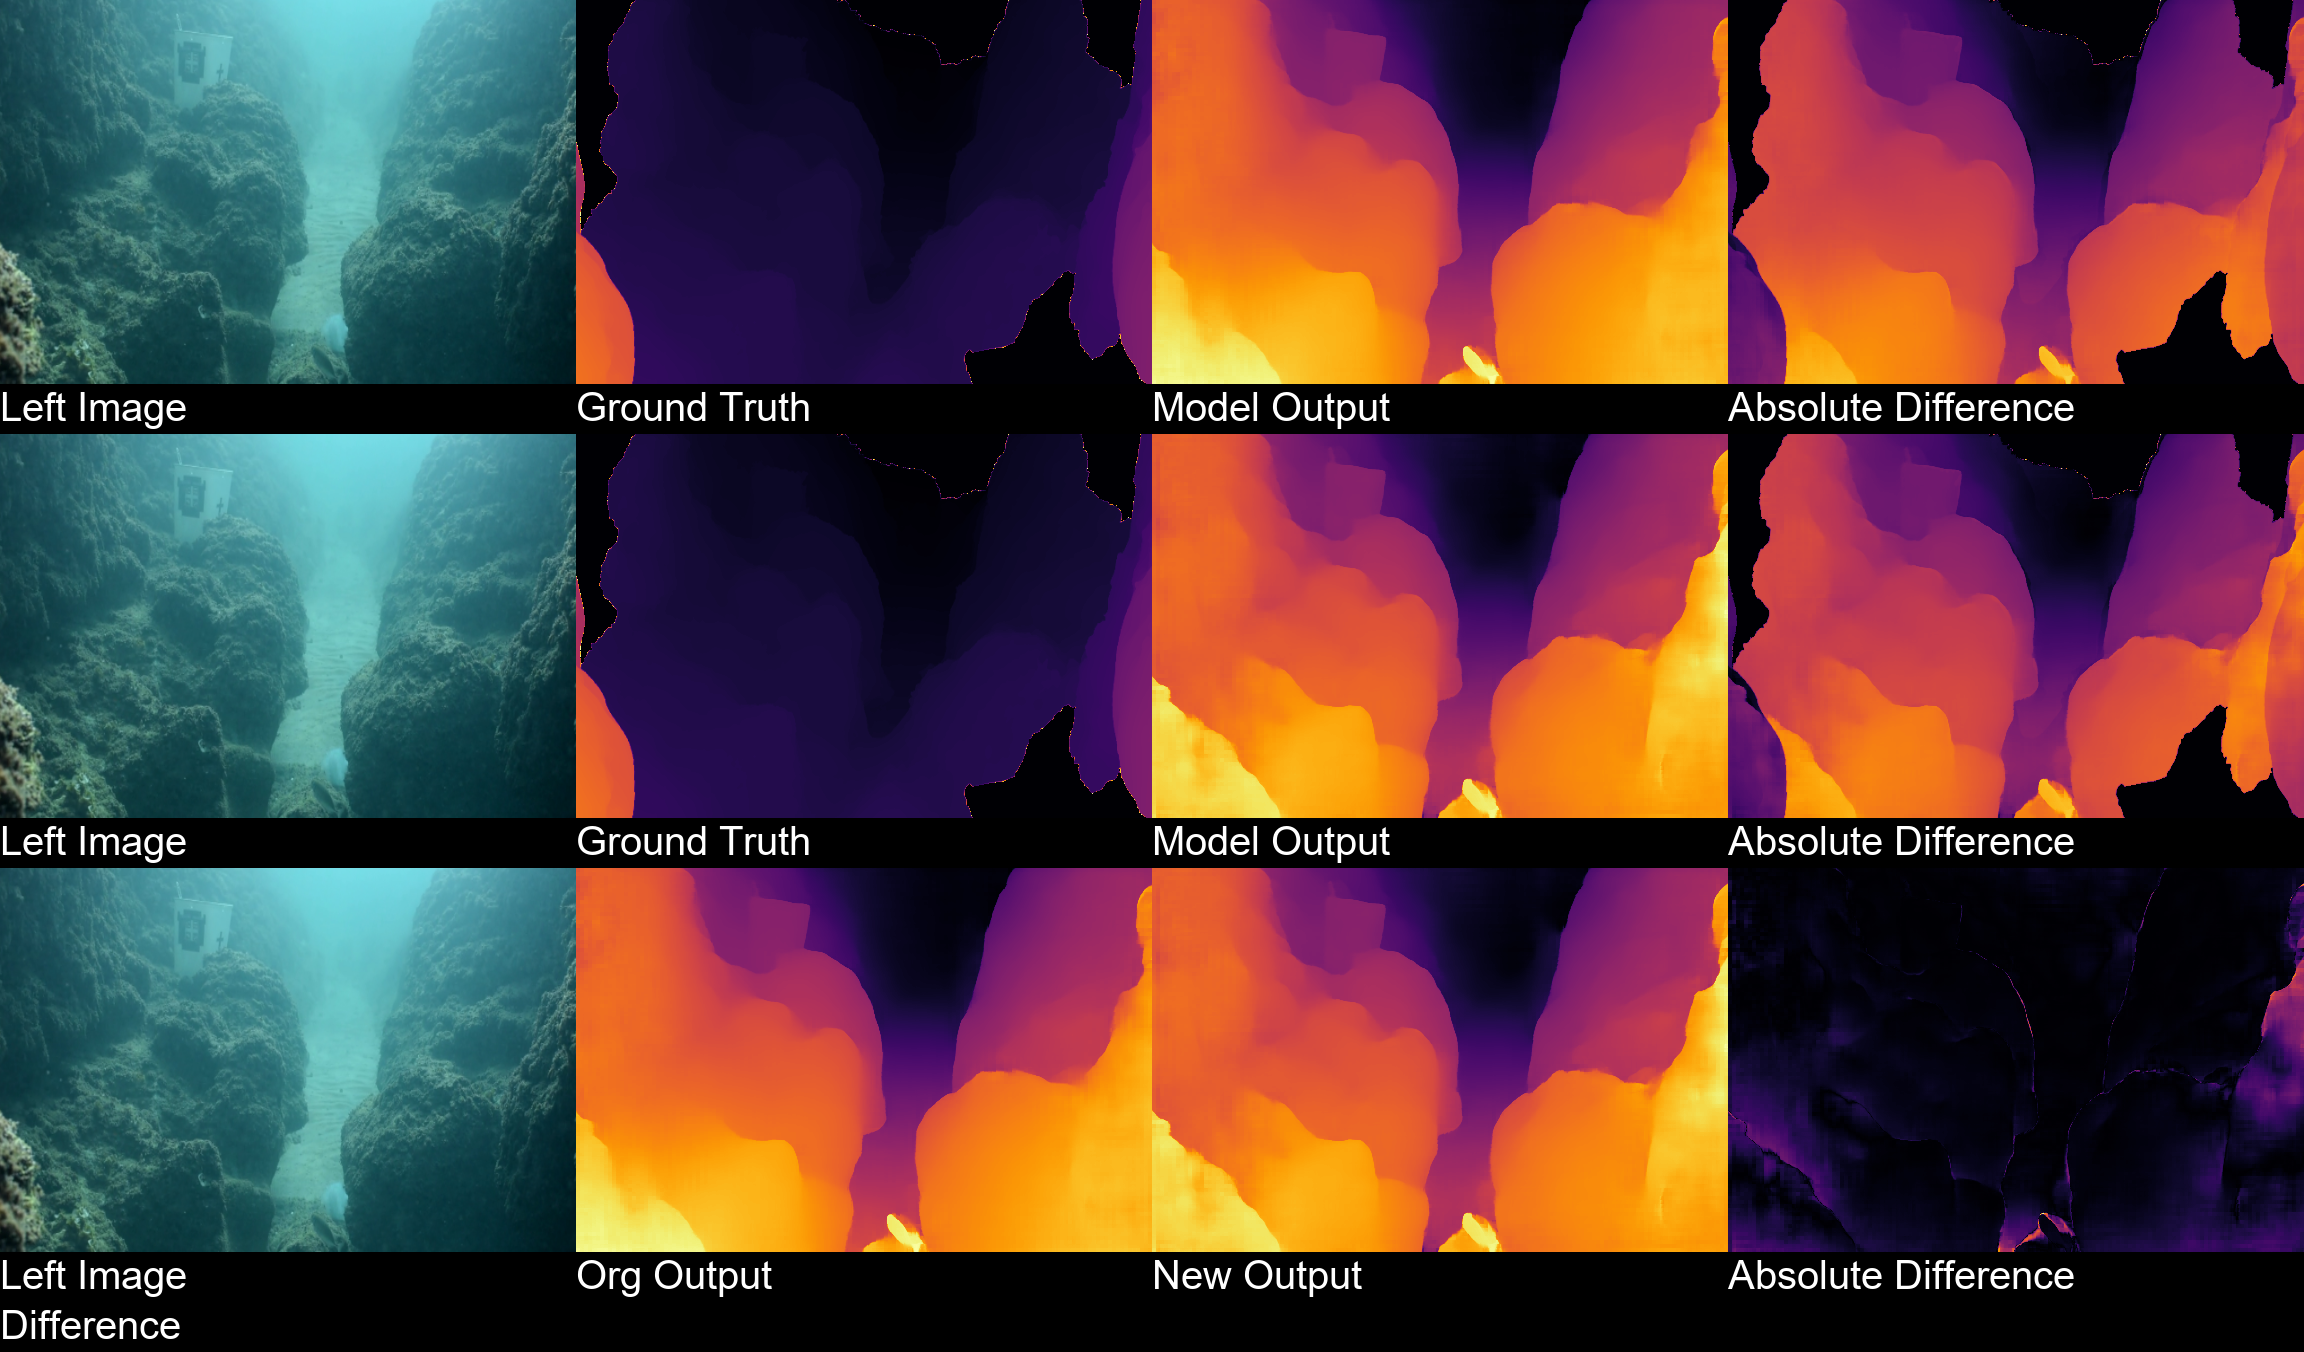 Left Image
Ground Truth
Model Output
Absolute Difference
Left Image
Ground Truth
Model Output
Absolute Difference
Left Image
Difference
Org Output
New Output
Absolute Difference